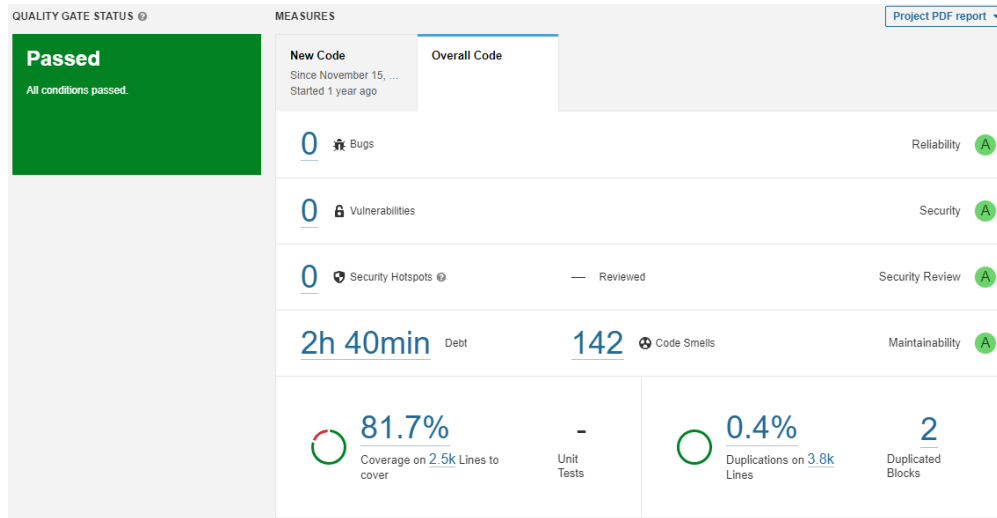 QUALITY GATE STATUS
MEASURES
Project PDF report
Passed
All conditions passed.
New Code
Since November 15, ...
Started 1 year ago
Overall Code
0 Bugs Reliability A
0 Vulnerabilities Security A
0 Security Hotspots — Reviewed Security Review A
2h 40min Debt 142 Code Smells Maintainability A
81.7%
Coverage on 2.5k Lines to
cover
-
Unit
Tests
0.4%
Duplications on 3.8k
Lines
2
Duplicated
Blocks